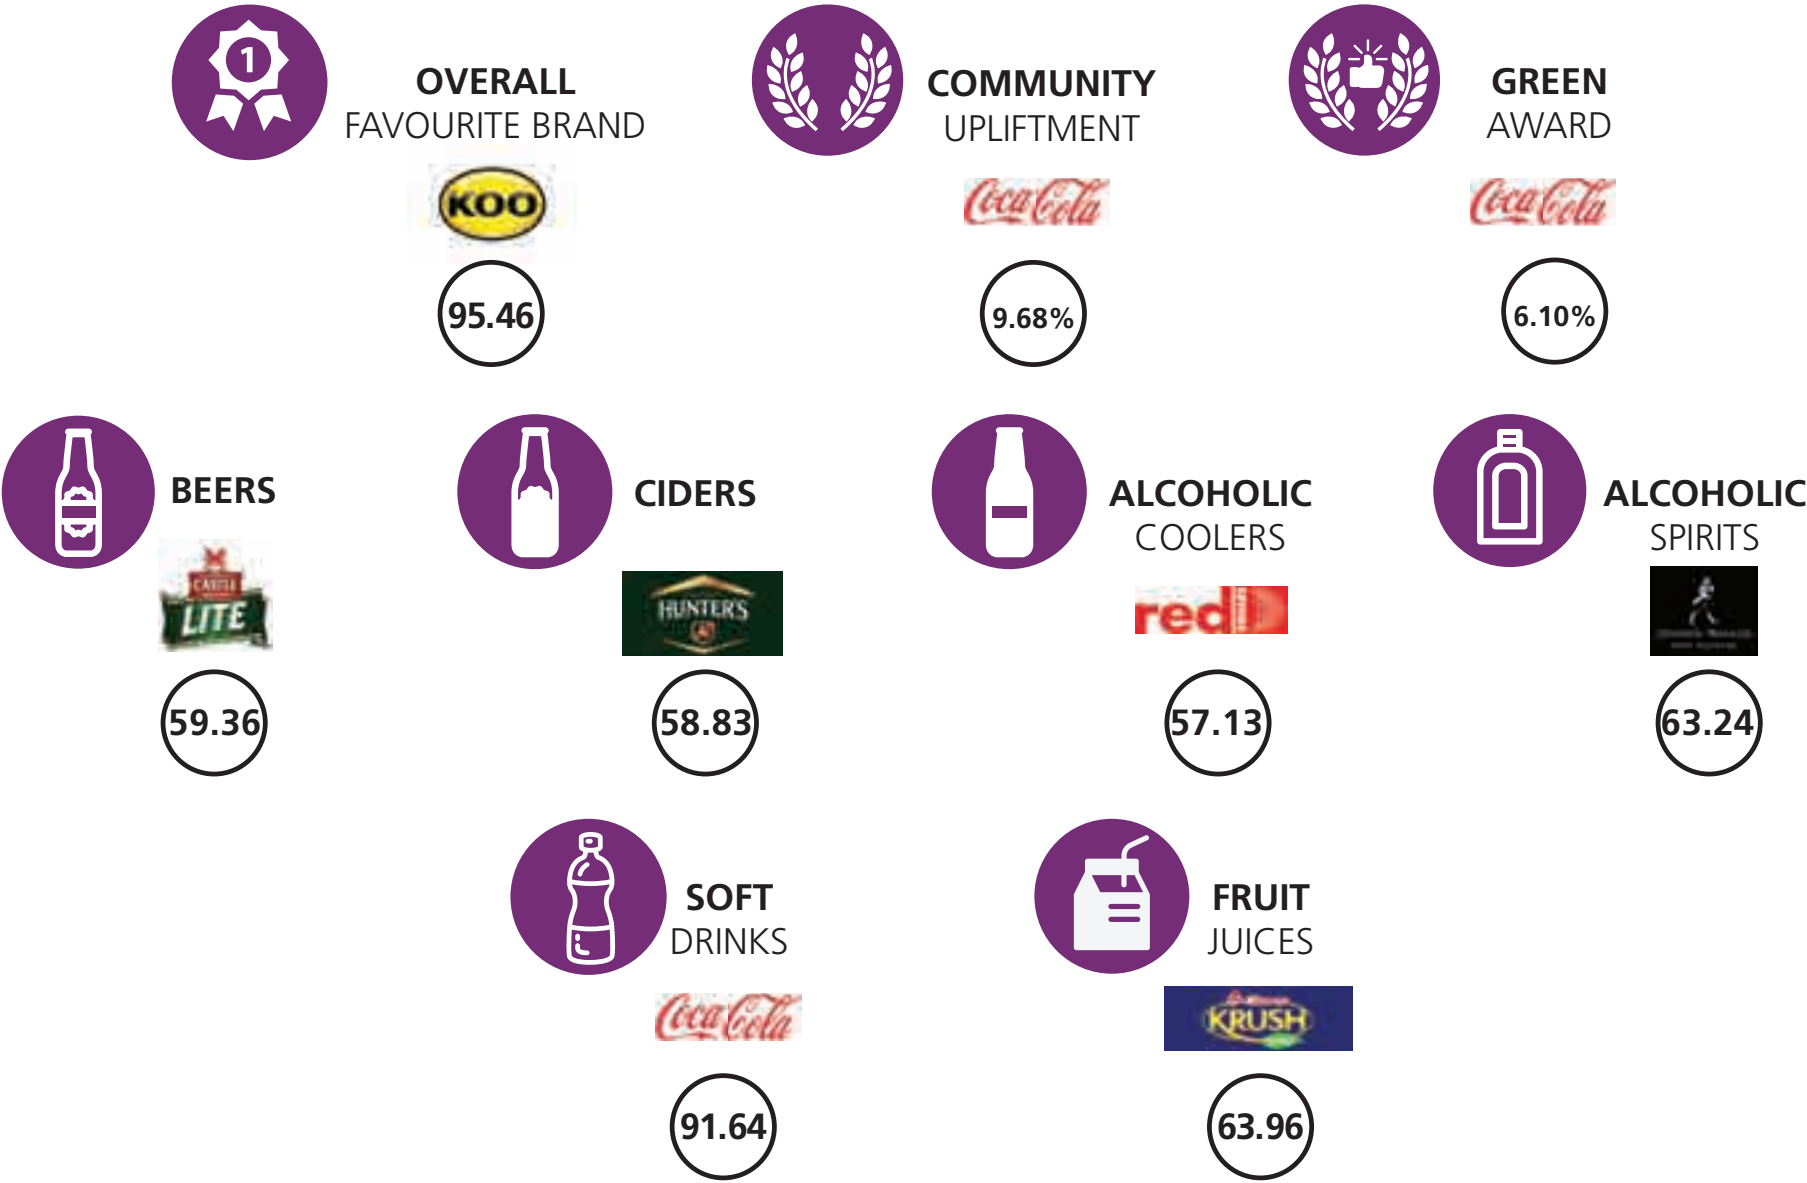 1
OVERALL
FAVOURITE BRAND
KOO
95.46
COMMUNITY
UPLIFTMENT
Coca-Cola
9.68%
GREEN
AWARD
Coca-Cola
6.10%
BEERS
CASTLE
LITE
59.36
CIDERS
HUNTER'S
58.83
ALCOHOLIC
COOLERS
red
57.13
ALCOHOLIC
SPIRITS
63.24
SOFT
DRINKS
Coca-Cola
91.64
FRUIT
JUICES
KRUSH
63.96